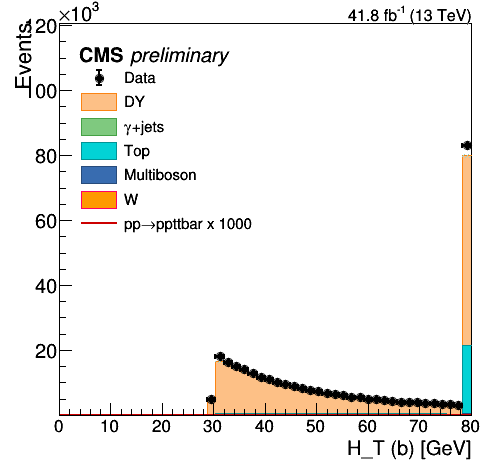 ×10³
41.8 fb⁻¹ (13 TeV)
Events
CMS preliminary
Data
DY
γ+jets
Top
Multiboson
W
pp→ppttbar x 1000
120
100
80
60
40
20
0 10 20 30 40 50 60 70 80
H_T (b) [GeV]